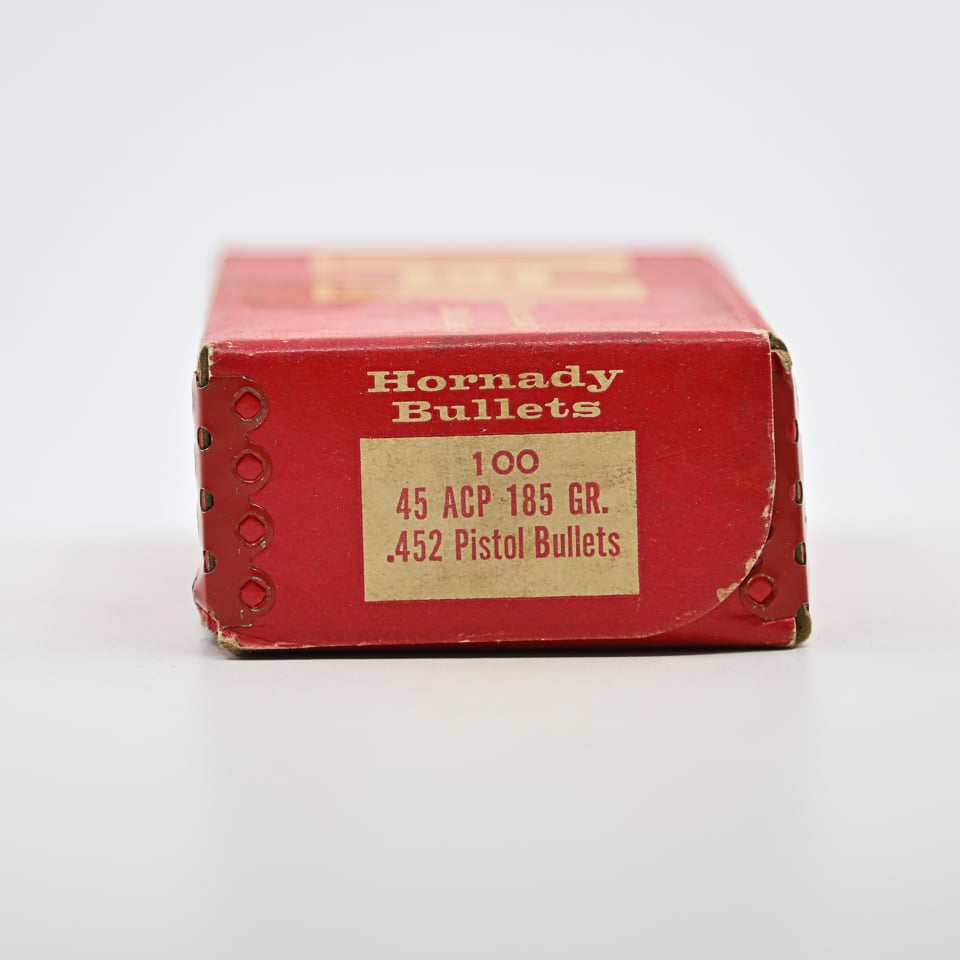 Hornady
Bullets
100
45 ACP 185 GR.
.452 Pistol Bullets